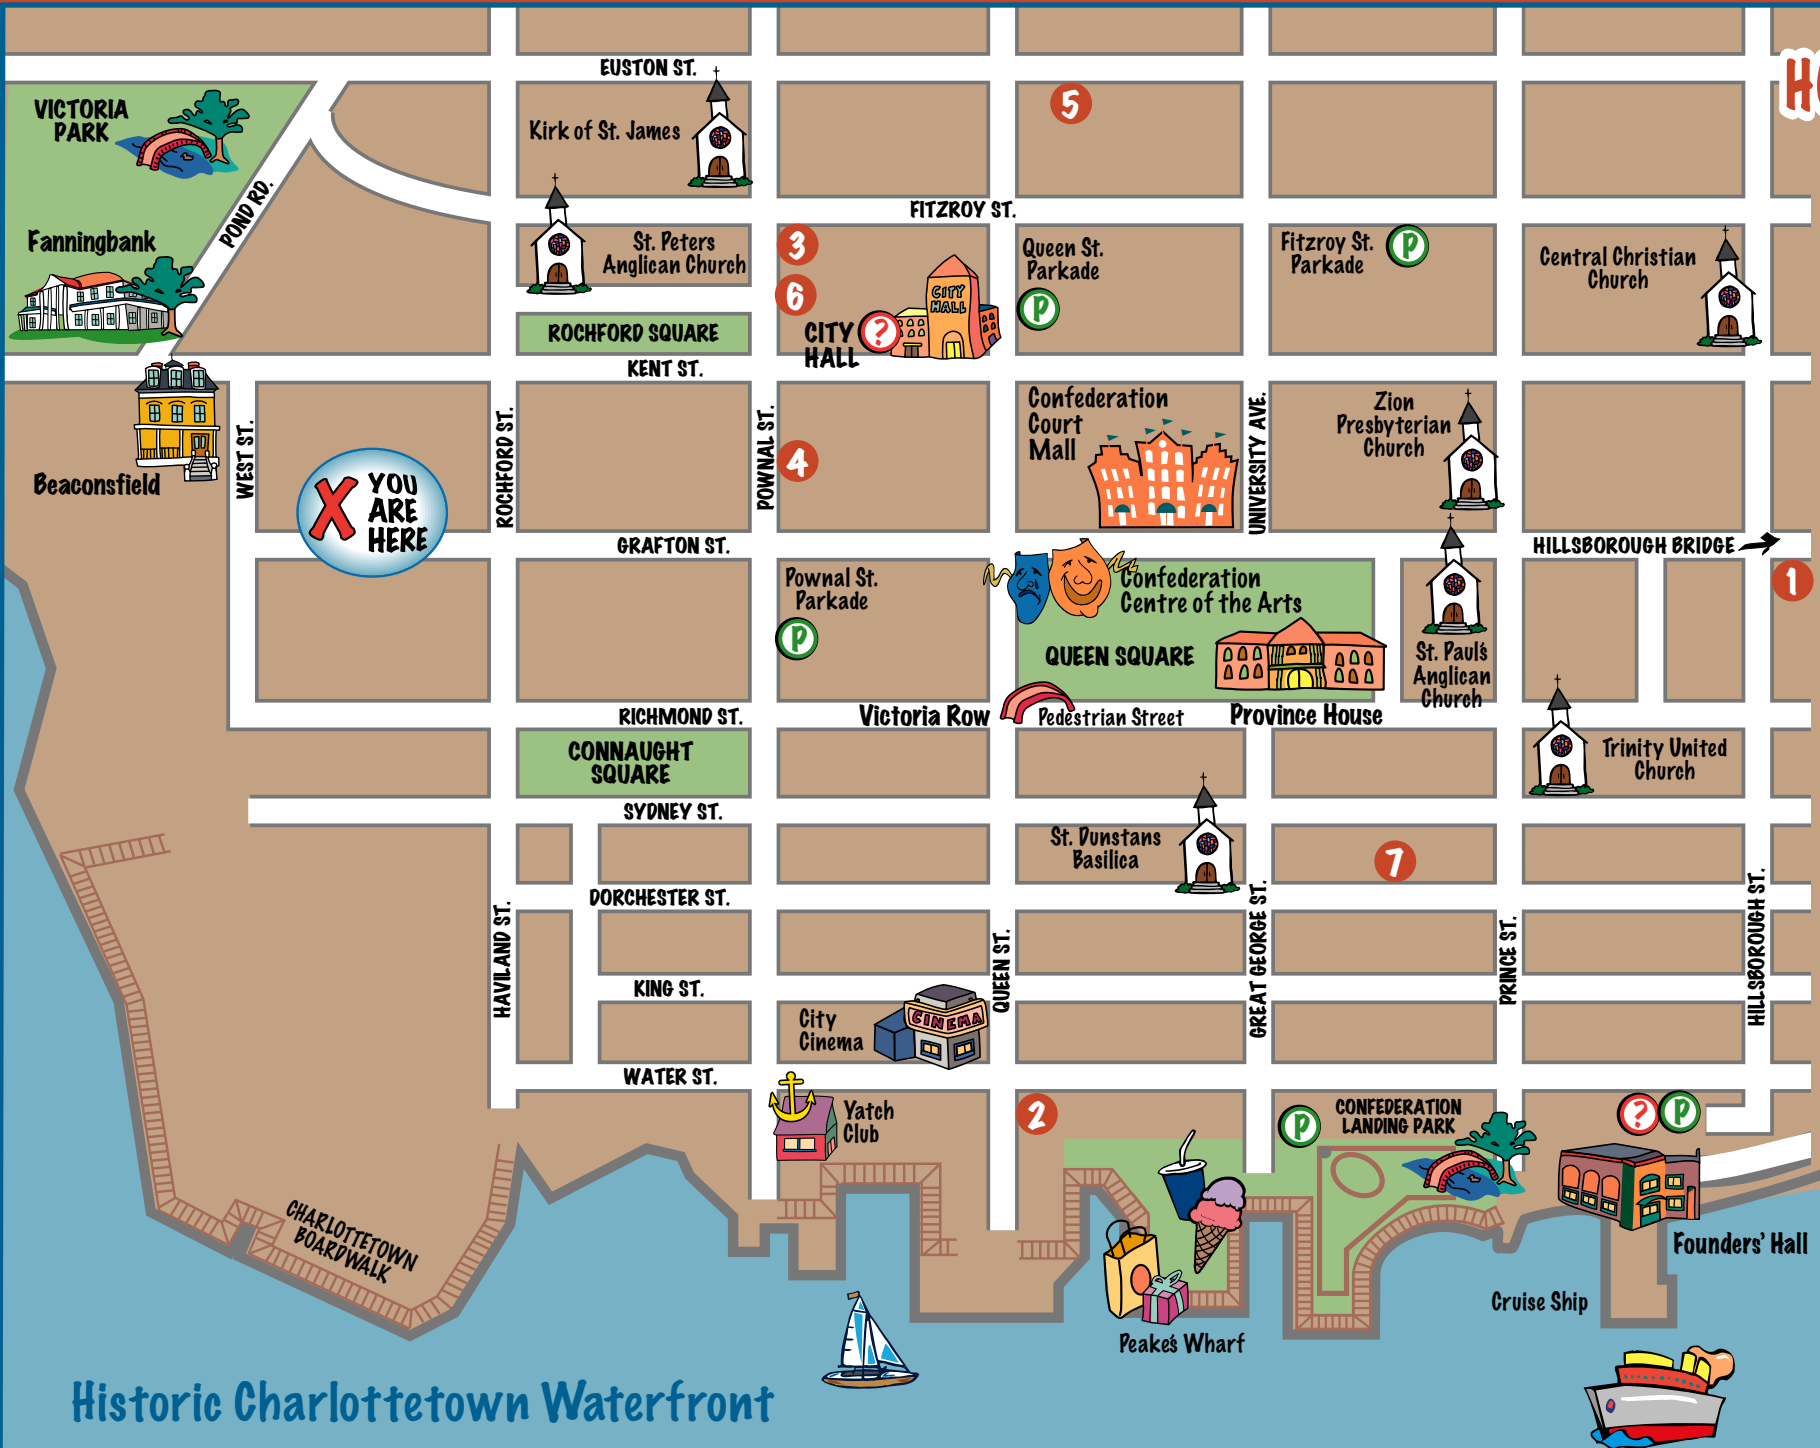 EUSTON ST.
H
VICTORIA
PARK
5
Kirk of St. James
POND RD.
FITZROY ST.
Fanningbank
St. Peters
Anglican Church
3
6
CITY
HALL
CITY
HALL
?
Queen St.
Parkade
P
Fitzroy St.
Parkade
P
Central Christian
Church
ROCHFORD SQUARE
KENT ST.
Beaconsfield
WEST ST.
X YOU
ARE
HERE
ROCHFORD ST.
POWNAL ST.
4
Confederation
Court
Mall
UNIVERSITY AVE.
Zion
Presbyterian
Church
GRAFTON ST.
HILLSBOROUGH BRIDGE
1
Pownal St.
Parkade
P
Confederation
Centre of the Arts
QUEEN SQUARE
St. Paul's
Anglican
Church
RICHMOND ST.
Victoria Row
Pedestrian Street
Province House
CONNAUGHT
SQUARE
Trinity United
Church
SYDNEY ST.
St. Dunstans
Basilica
7
DORCHESTER ST.
HAVILAND ST.
QUEEN ST.
GREAT GEORGE ST.
PRINCE ST.
HILLSBOROUGH ST.
KING ST.
City
Cinema
CINEMA
WATER ST.
Yatch
Club
2
P
CONFEDERATION
LANDING PARK
?
P
CHARLOTTETOWN
BOARDWALK
Founders' Hall
Cruise Ship
Peake's Wharf
Historic Charlottetown Waterfront